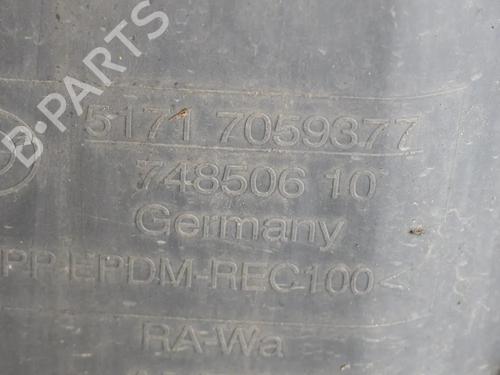 B-PARTS
5171 7059377
748506 10
Germany
PP EPDM-REC100<
RA-Wa